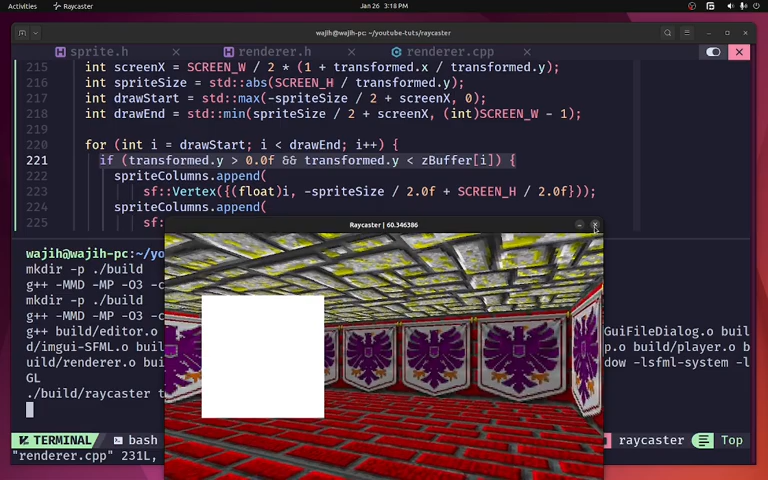 Activities
Raycaster
Jan 26 3:18 PM
wajih@wajih-pc: ~/youtube-tuts/raycaster
sprite.h
renderer.h
renderer.cpp
215 int screenX = SCREEN_W / 2 * (1 + transformed.x / transformed.y);
216 int spriteSize = std::abs(SCREEN_H / transformed.y);
217 int drawStart = std::max(-spriteSize / 2 + screenX, 0);
218 int drawEnd = std::min(spriteSize / 2 + screenX, (int)SCREEN_W - 1);
219
220 for (int i = drawStart; i < drawEnd; i++) {
221 if (transformed.y > 0.0f && transformed.y < zBuffer[i]) {
222 spriteColumns.append(
223 sf::Vertex({(float)i, -spriteSize / 2.0f + SCREEN_H / 2.0f}));
224 spriteColumns.append(
225 sf:
Raycaster | 60.346386
wajih@wajih-pc:~/yo
mkdir -p ./build
g++ -MMD -MP -O3 -c
mkdir -p ./build
g++ -MMD -MP -O3 -c
g++ build/editor.o GuiFileDialog.o buil
d/imgui-SFML.o buil p.o build/player.o b
uild/renderer.o bui dow -lsfml-system -l
GL
./build/raycaster t
TERMINAL bash raycaster Top
"renderer.cpp" 231L,